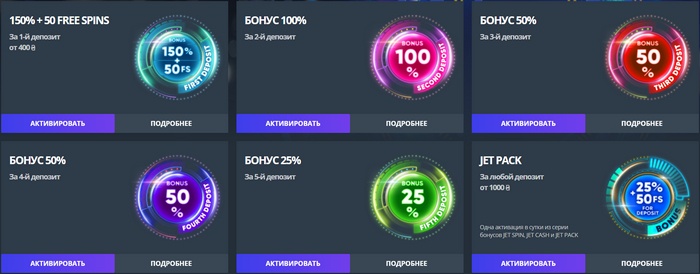 150% + 50 FREE SPINS
За 1-й депозит
от 400 ₴
BONUS
150%
+
50FS
FIRST DEPOSIT
АКТИВИРОВАТЬ
ПОДРОБНЕЕ
БОНУС 100%
За 2-й депозит
BONUS
100
%
SECOND DEPOSIT
АКТИВИРОВАТЬ
ПОДРОБНЕЕ
БОНУС 50%
За 3-й депозит
BONUS
50
%
THIRD DEPOSIT
АКТИВИРОВАТЬ
ПОДРОБНЕЕ
БОНУС 50%
За 4-й депозит
BONUS
50
%
FOURTH DEPOSIT
АКТИВИРОВАТЬ
ПОДРОБНЕЕ
БОНУС 25%
За 5-й депозит
BONUS
25
%
FIFTH DEPOSIT
АКТИВИРОВАТЬ
ПОДРОБНЕЕ
JET PACK
За любой депозит
от 1000 ₴
Одна активация в сутки из серии
бонусов JET SPIN, JET CASH и JET PACK
+25%
+50FS
FOR
DEPOSIT
BONUS
АКТИВИРОВАТЬ
ПОДРОБНЕЕ